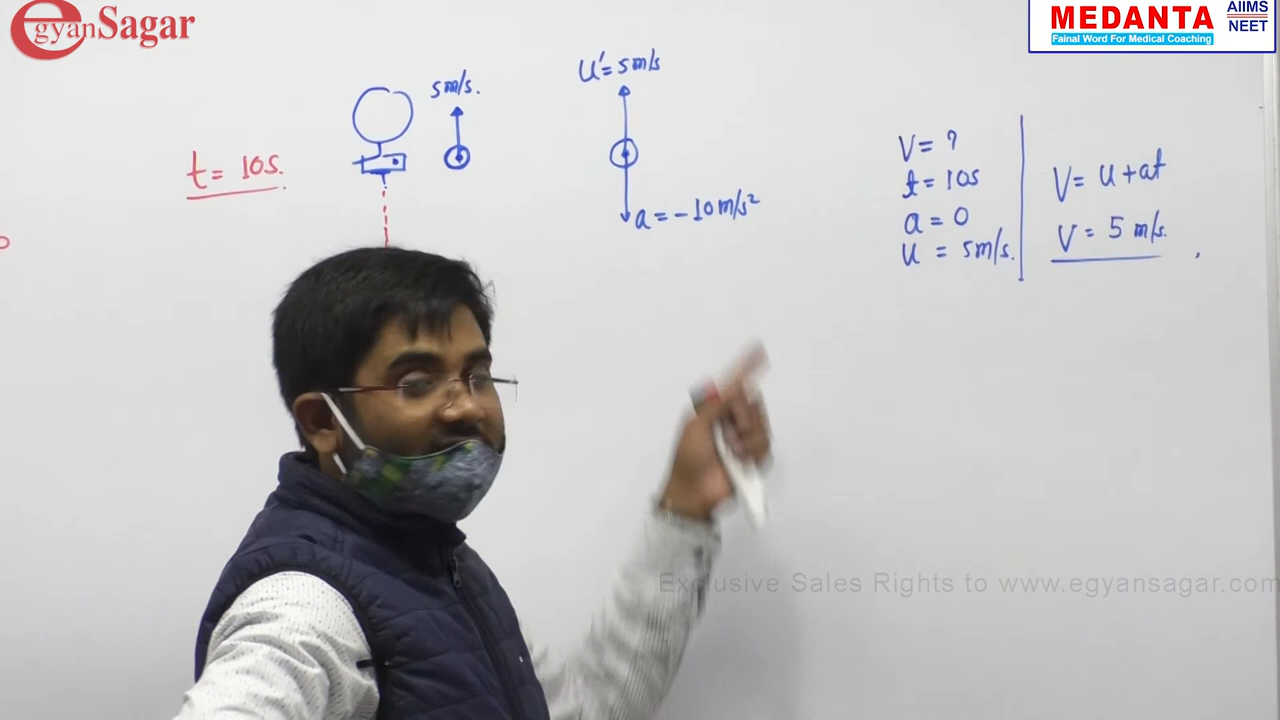 egyanSagar
MEDANTA
Fainal Word For Medical Coaching
AIIMS
NEET
t = 10s.
5m/s.
u' = 5m/s
a = -10m/s²
V = ?
t = 10s
a = 0
u = 5m/s.
V = u + at
V = 5 m/s.
Exclusive Sales Rights to www.egyansagar.com